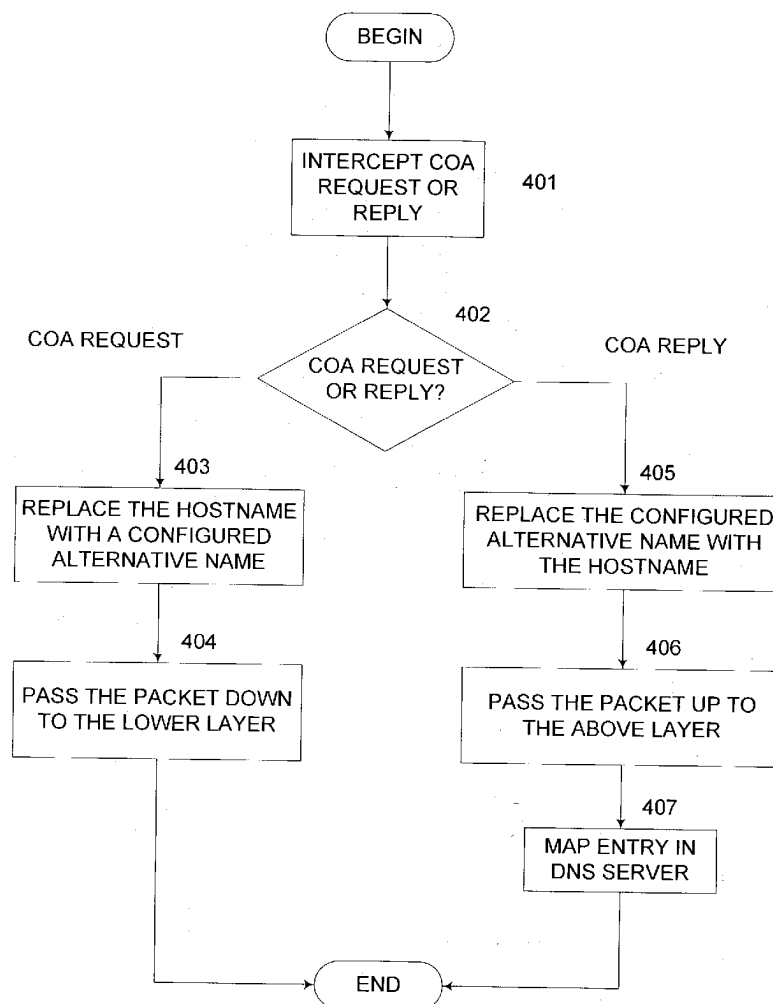 BEGIN
INTERCEPT COA
REQUEST OR
REPLY
401
402
COA REQUEST
COA REPLY
COA REQUEST
OR REPLY?
403
REPLACE THE HOSTNAME
WITH A CONFIGURED
ALTERNATIVE NAME
405
REPLACE THE CONFIGURED
ALTERNATIVE NAME WITH
THE HOSTNAME
404
PASS THE PACKET DOWN
TO THE LOWER LAYER
406
PASS THE PACKET UP TO
THE ABOVE LAYER
407
MAP ENTRY IN
DNS SERVER
END